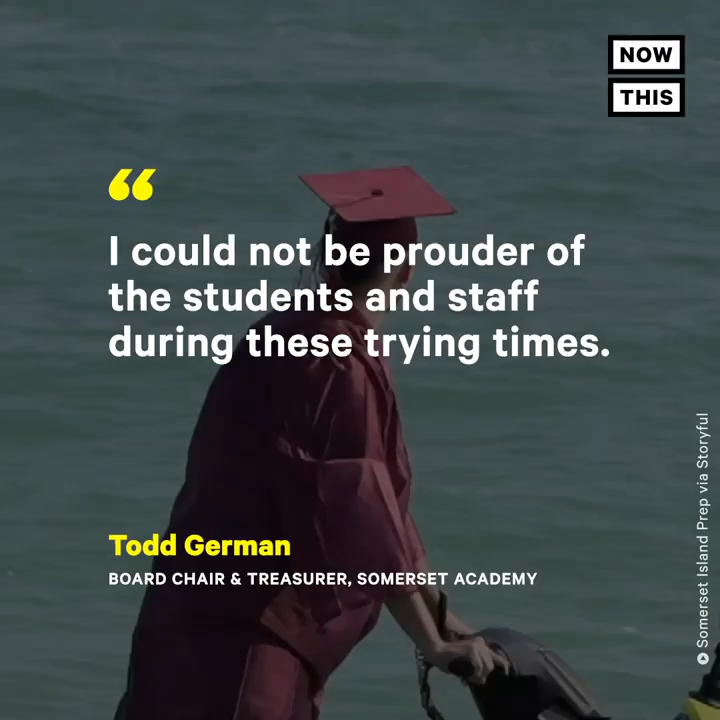 NOW
THIS
“
I could not be prouder of
the students and staff
during these trying times.
Todd German
BOARD CHAIR & TREASURER, SOMERSET ACADEMY
Somerset Island Prep via Storyful